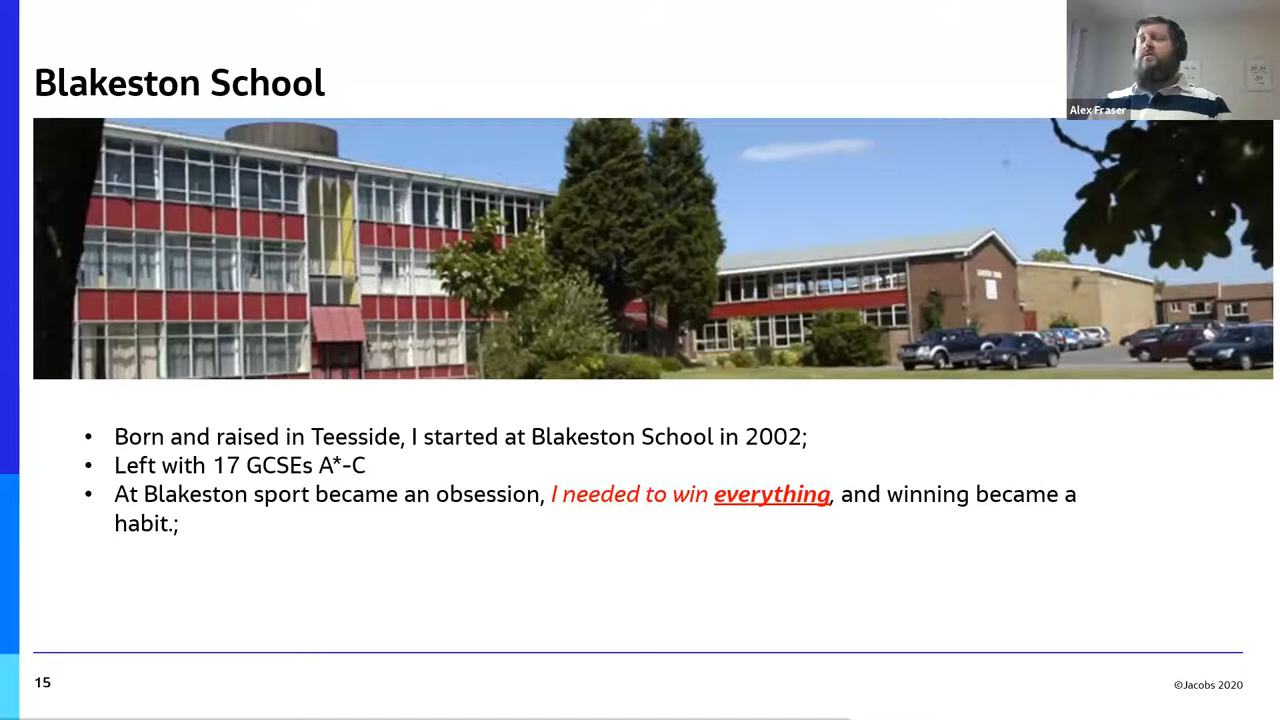 Blakeston School
Alex Fraser
• Born and raised in Teesside, I started at Blakeston School in 2002;
• Left with 17 GCSEs A*-C
• At Blakeston sport became an obsession, I needed to win everything, and winning became a
habit.;
15
©Jacobs 2020